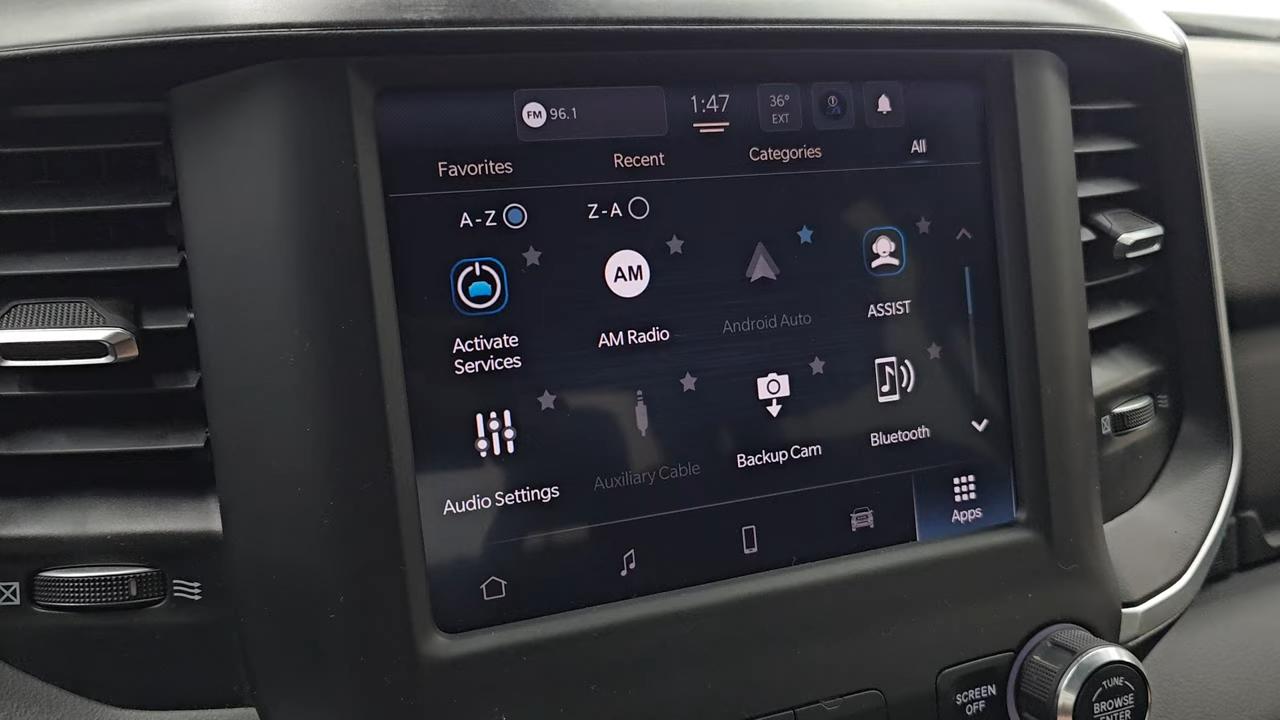 FM 96.1
1:47
36°
EXT
Favorites Recent Categories All
A-Z Z-A
Activate
Services
AM
AM Radio
Android Auto
ASSIST
Audio Settings
Auxiliary Cable
Backup Cam
Bluetooth
Apps
SCREEN
OFF
TUNE
BROWSE
ENTER